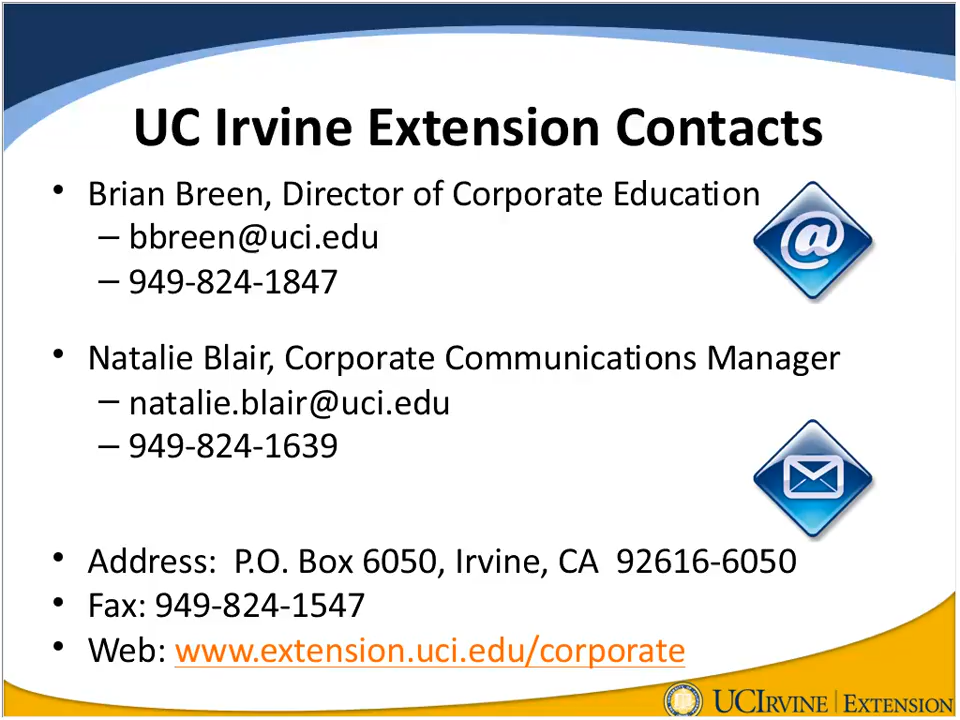 UC Irvine Extension Contacts
• Brian Breen, Director of Corporate Education
– bbreen@uci.edu
– 949-824-1847
• Natalie Blair, Corporate Communications Manager
– natalie.blair@uci.edu
– 949-824-1639
• Address:  P.O. Box 6050, Irvine, CA  92616-6050
• Fax: 949-824-1547
• Web: www.extension.uci.edu/corporate
UCIRVINE | EXTENSION